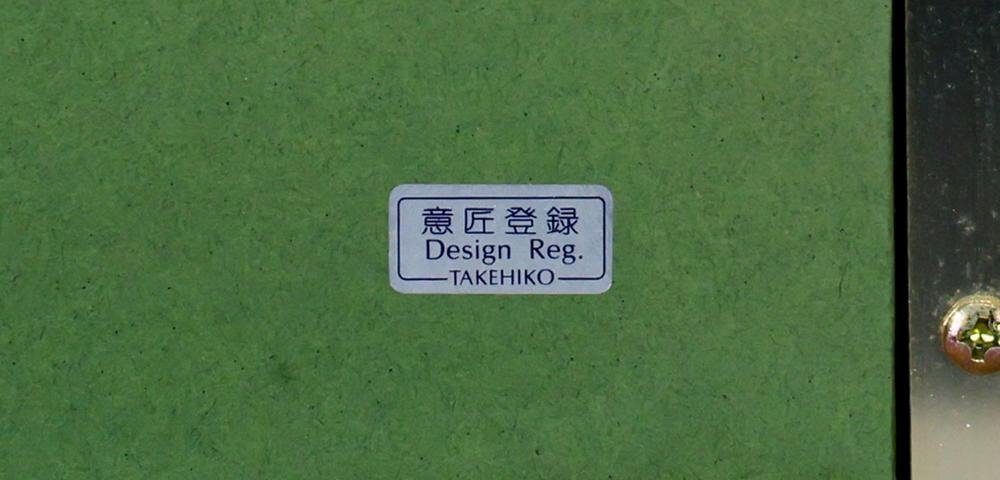 意匠登録
Design Reg.
TAKEHIKO